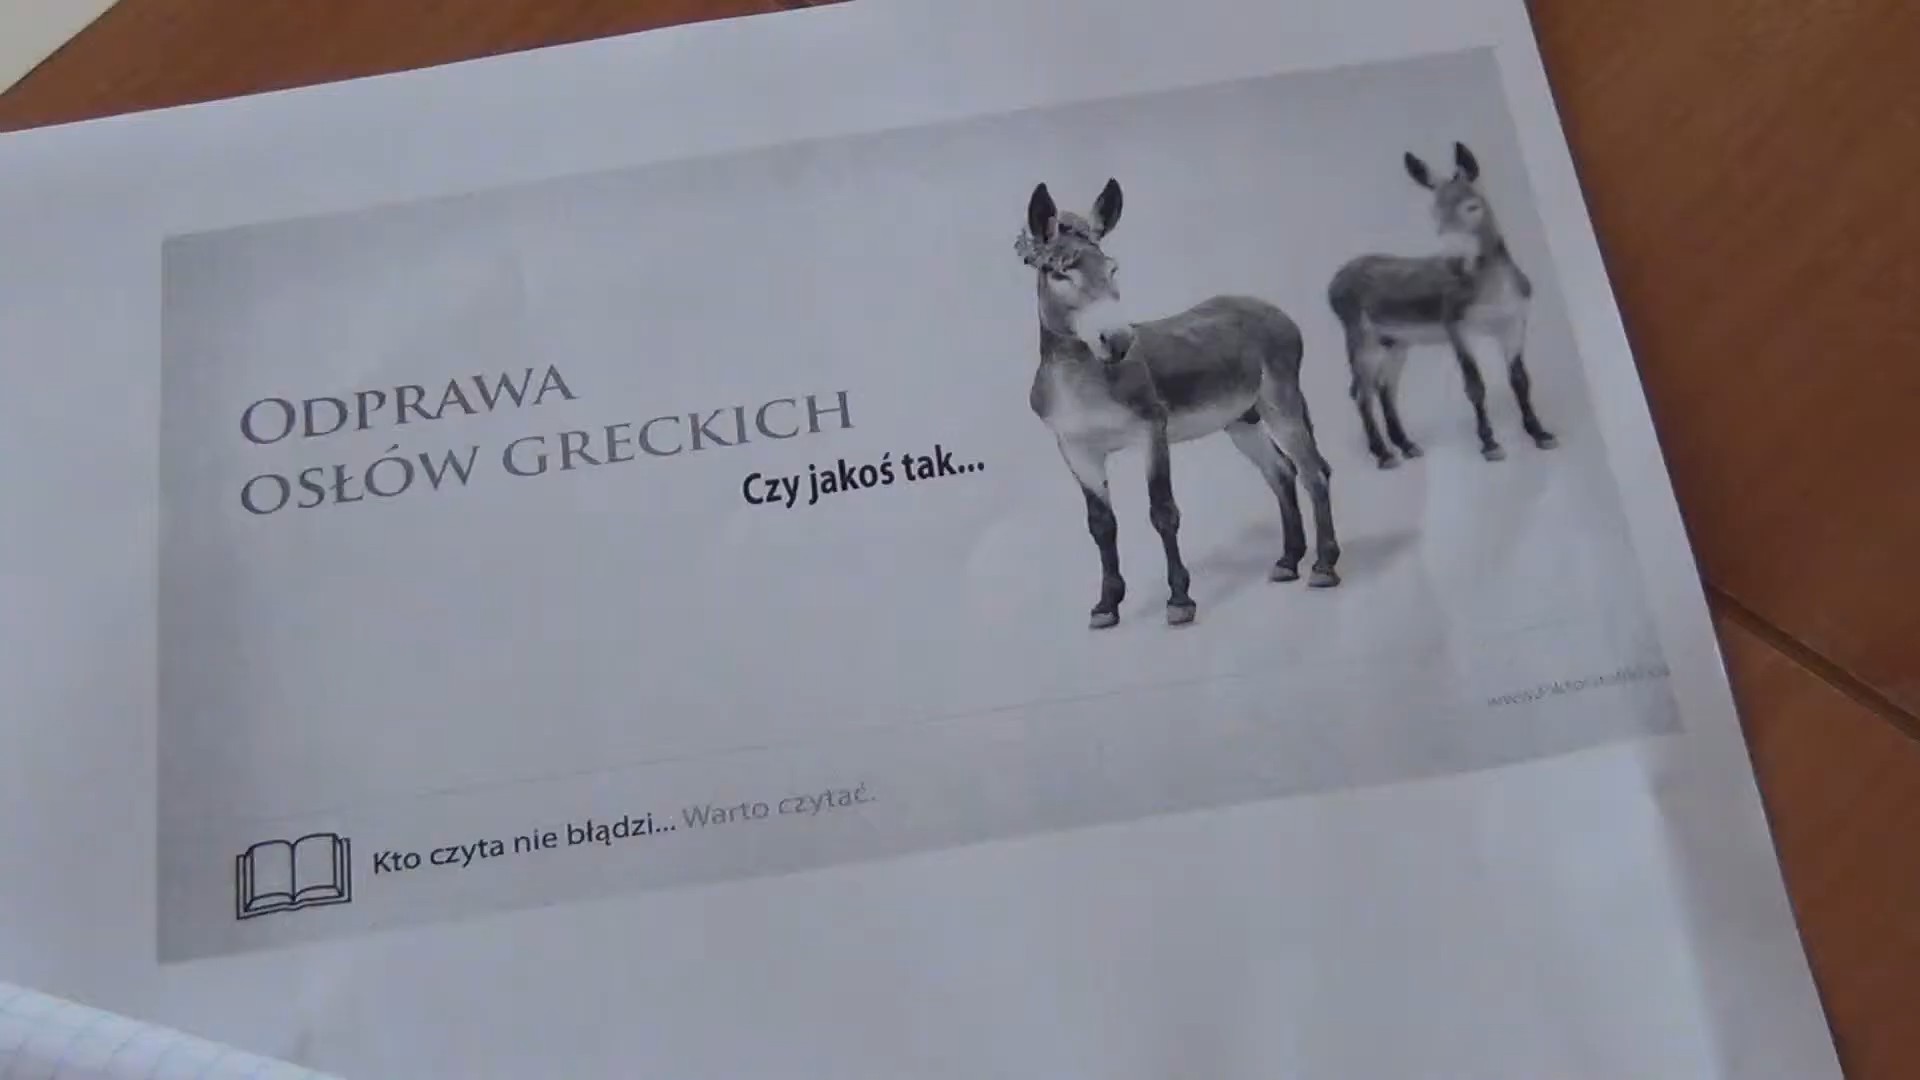 ODPRAWA
OSŁÓW GRECKICH
Czy jakoś tak...
Kto czyta nie błądzi... Warto czytać.